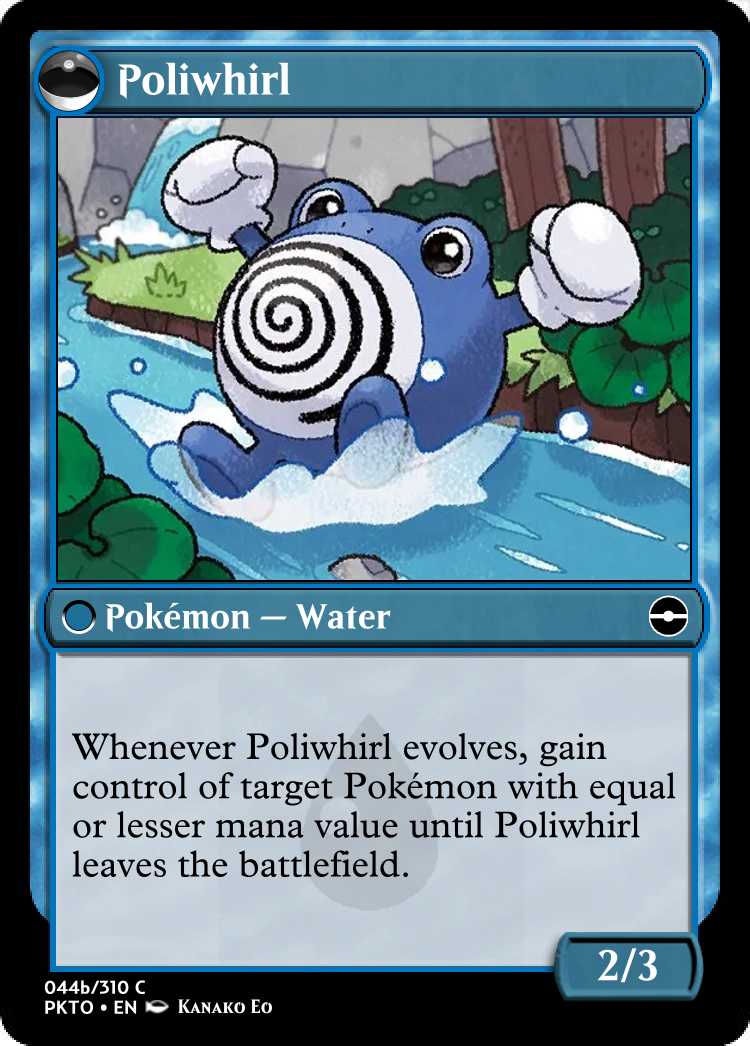 Poliwhirl
Pokémon — Water
Whenever Poliwhirl evolves, gain
control of target Pokémon with equal
or lesser mana value until Poliwhirl
leaves the battlefield.
2/3
044b/310 C
PKTO • EN Kanako Eo